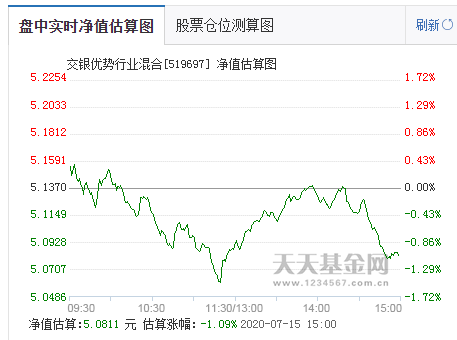 盘中实时净值估算图 股票仓位测算图 刷新
交银优势行业混合[519697] 净值估算图
5.2254 1.72%
5.2033 1.29%
5.1812 0.86%
5.1591 0.43%
5.1370 0.00%
5.1149 -0.43%
5.0928 -0.86%
5.0707 -1.29%
5.0486 -1.72%
天天基金网
www.1234567.com.cn
09:30 10:30 11:30/13:00 14:00 15:00
净值估算:5.0811 元 估算涨幅: -1.09% 2020-07-15 15:00